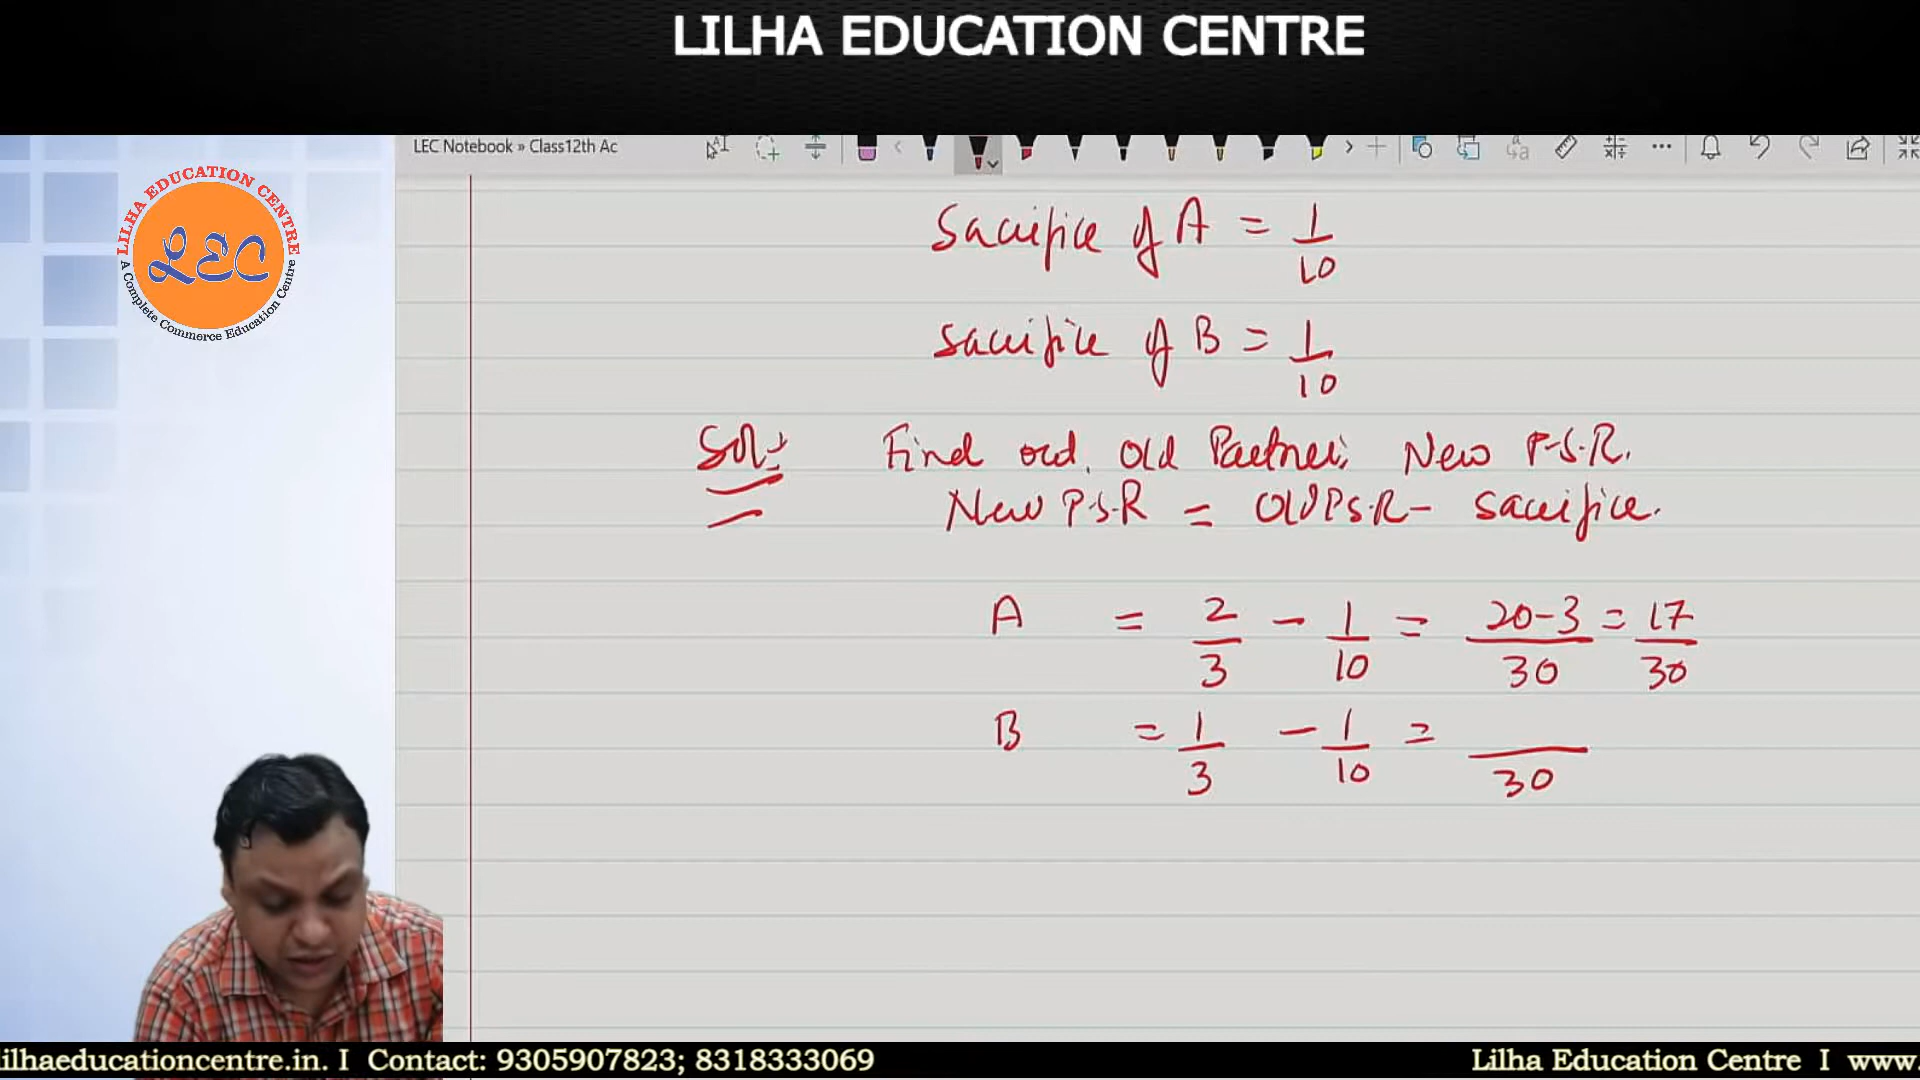 LILHA EDUCATION CENTRE
LEC Notebook » Class12th Ac
LILHA EDUCATION CENTRE
LEC
A Complete Commerce Education Centre
Sacrifice of A = 1/10
Sacrifice of B = 1/10
Sol:
Find out, Old Partner's New P.S.R.
New P.S.R = Old P.S.R - Sacrifice.
A = 2/3 - 1/10 = 20-3/30 = 17/30
B = 1/3 - 1/10 = /30
lilhaeducationcentre.in. I Contact: 9305907823; 8318333069
Lilha Education Centre I www.